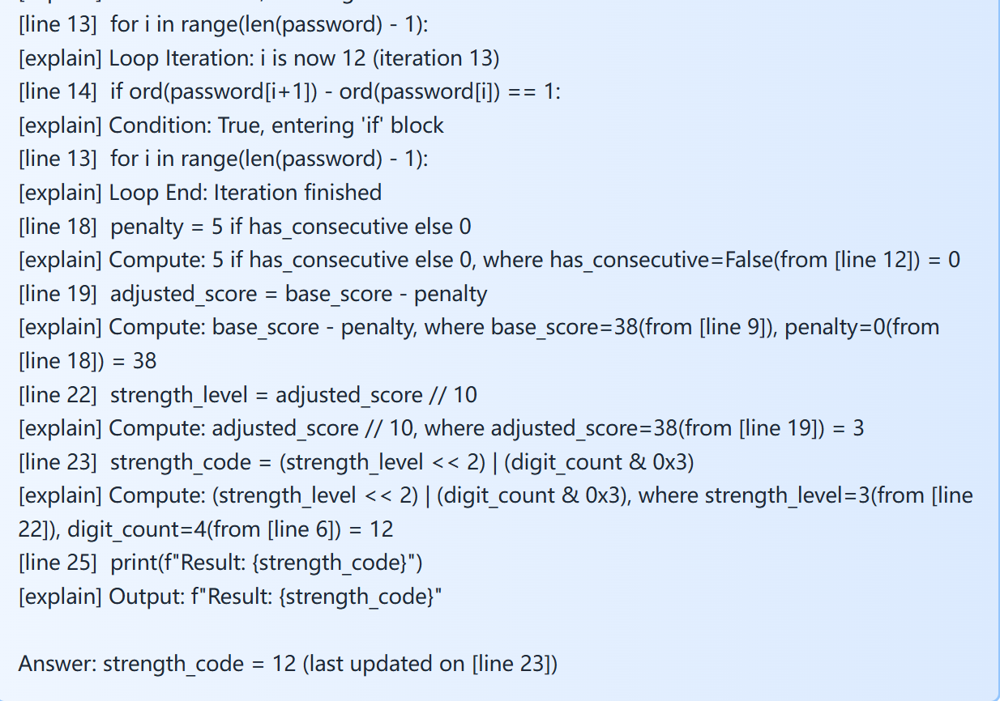 [line 13]  for i in range(len(password) - 1):
[explain] Loop Iteration: i is now 12 (iteration 13)
[line 14]  if ord(password[i+1]) - ord(password[i]) == 1:
[explain] Condition: True, entering 'if' block
[line 13]  for i in range(len(password) - 1):
[explain] Loop End: Iteration finished
[line 18]  penalty = 5 if has_consecutive else 0
[explain] Compute: 5 if has_consecutive else 0, where has_consecutive=False(from [line 12]) = 0
[line 19]  adjusted_score = base_score - penalty
[explain] Compute: base_score - penalty, where base_score=38(from [line 9]), penalty=0(from
[line 18]) = 38
[line 22]  strength_level = adjusted_score // 10
[explain] Compute: adjusted_score // 10, where adjusted_score=38(from [line 19]) = 3
[line 23]  strength_code = (strength_level << 2) | (digit_count & 0x3)
[explain] Compute: (strength_level << 2) | (digit_count & 0x3), where strength_level=3(from [line
22]), digit_count=4(from [line 6]) = 12
[line 25]  print(f"Result: {strength_code}")
[explain] Output: f"Result: {strength_code}"
Answer: strength_code = 12 (last updated on [line 23])